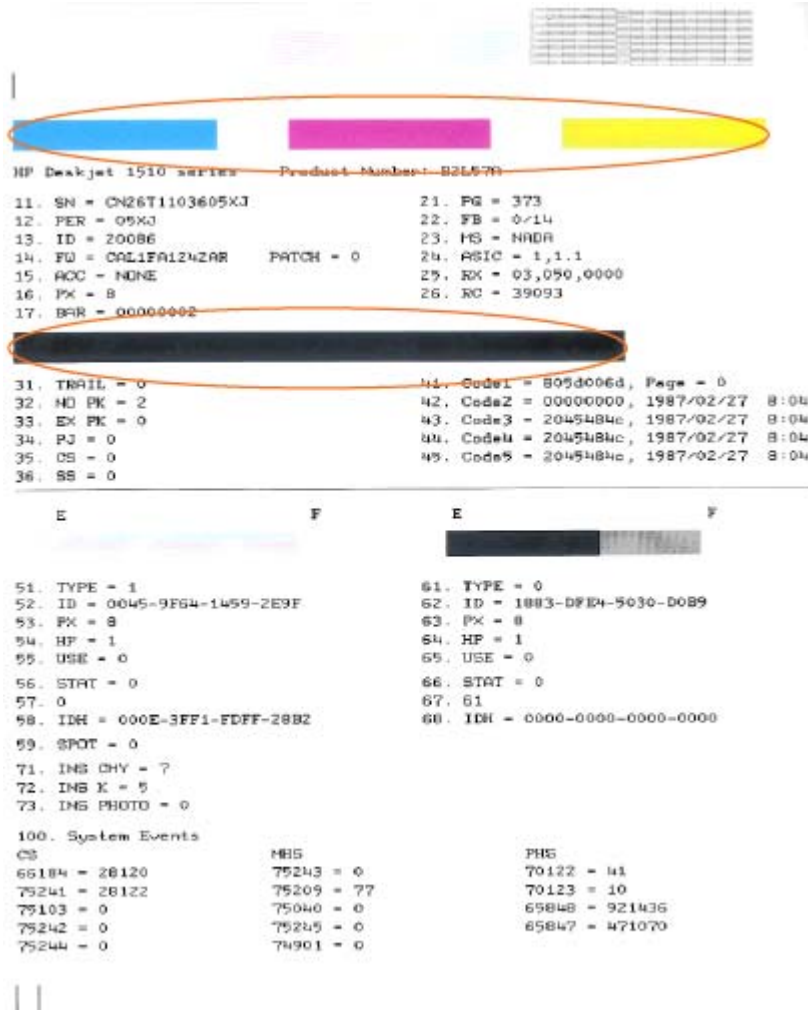 HP Deskjet 1510 series Product Number: B2L57A
11. SN = CN26T1103605XJ
12. PER = 05XJ
13. ID = 20086
14. FW = CAL1FA1242AR PATCH = 0
15. ACC = NONE
16. PX = 8
17. BAR = 00000002
21. PG = 373
22. FB = 0/14
23. MS = NADA
24. ASIC = 1,1.1
25. RX = 03,050,0000
26. RC = 39093
31. TRAIL = 0
32. NO PK = 2
33. EX PK = 0
34. PJ = 0
35. CS = 0
36. SS = 0
41. Code1 = 805d006d, Page = 0
42. Code2 = 00000000, 1987/02/27 8:04
43. Code3 = 2045484c, 1987/02/27 8:04
44. Code4 = 2045484c, 1987/02/27 8:04
45. Code5 = 2045484c, 1987/02/27 8:04
E F
E F
51. TYPE = 1
52. ID = 0045-9F64-1459-2E9F
53. PX = 8
54. HP = 1
55. USE = 0
56. STAT = 0
57. 0
58. IDH = 000E-3FF1-FDFF-28B2
59. SPOT = 0
61. TYPE = 0
62. ID = 1883-DFE4-5030-D0B9
63. PX = 8
64. HP = 1
65. USE = 0
66. STAT = 0
67. 61
68. IDH = 0000-0000-0000-0000
71. INS CMY = 7
72. INS K = 5
73. INS PHOTO = 0
100. System Events
CS
66184 = 28120
75241 = 28122
75103 = 0
75242 = 0
75244 = 0
MHS
75243 = 0
75209 = 77
75040 = 0
75245 = 0
74901 = 0
PHS
70122 = 41
70123 = 10
65848 = 921436
65847 = 471070